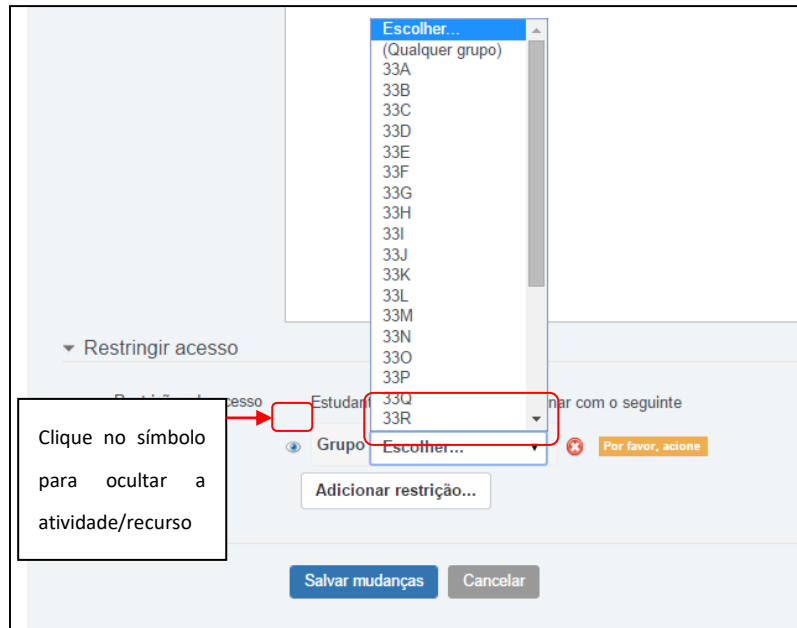 Escolher...
(Qualquer grupo)
33A
33B
33C
33D
33E
33F
33G
33H
33I
33J
33K
33L
33M
33N
33O
33P
33Q
33R
Restringir acesso
Clique no símbolo
para ocultar a
atividade/recurso
com o seguinte
Grupo Escolher... Por favor, acione
Adicionar restrição...
Salvar mudanças Cancelar